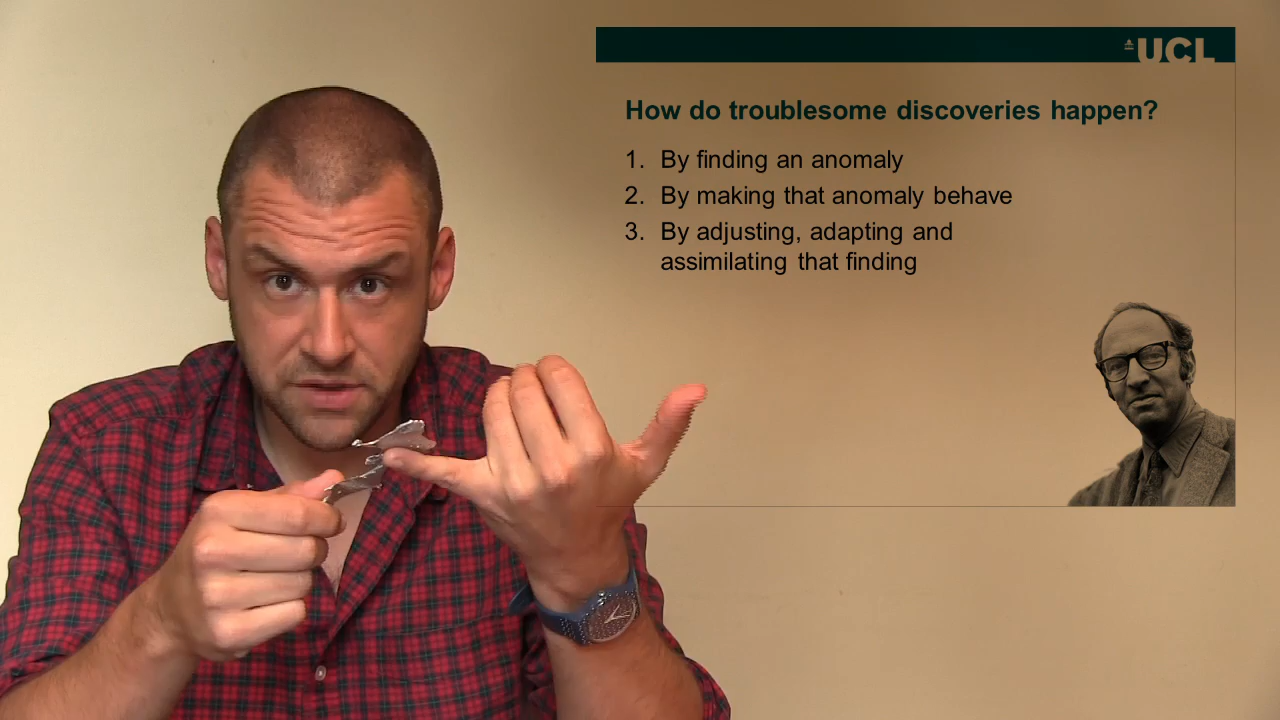 UCL
How do troublesome discoveries happen?
1. By finding an anomaly
2. By making that anomaly behave
3. By adjusting, adapting and
assimilating that finding